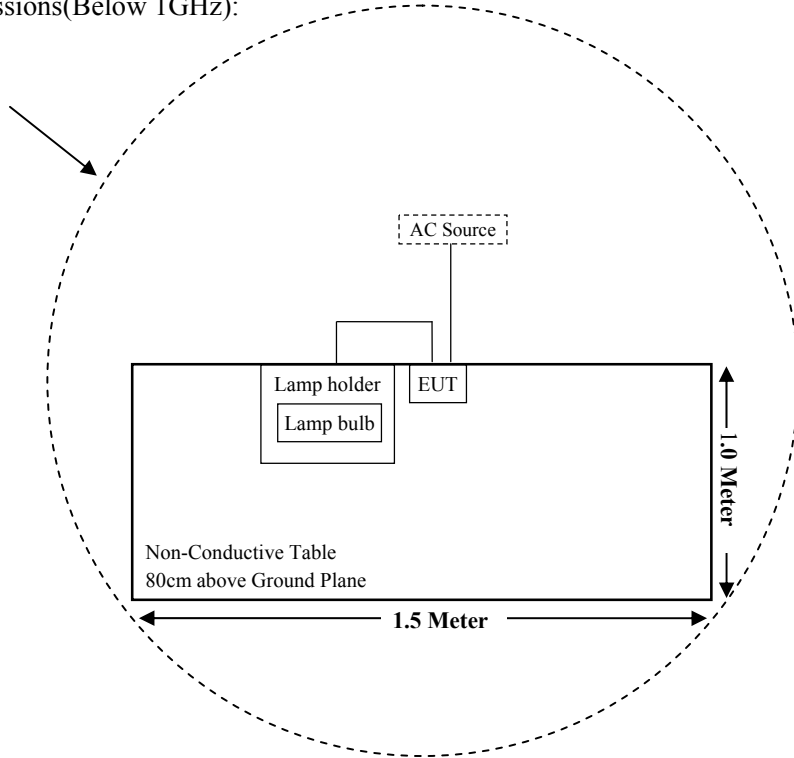 ssions(Below 1GHz):
AC Source
Lamp holder
EUT
Lamp bulb
1.0 Meter
Non-Conductive Table
80cm above Ground Plane
1.5 Meter